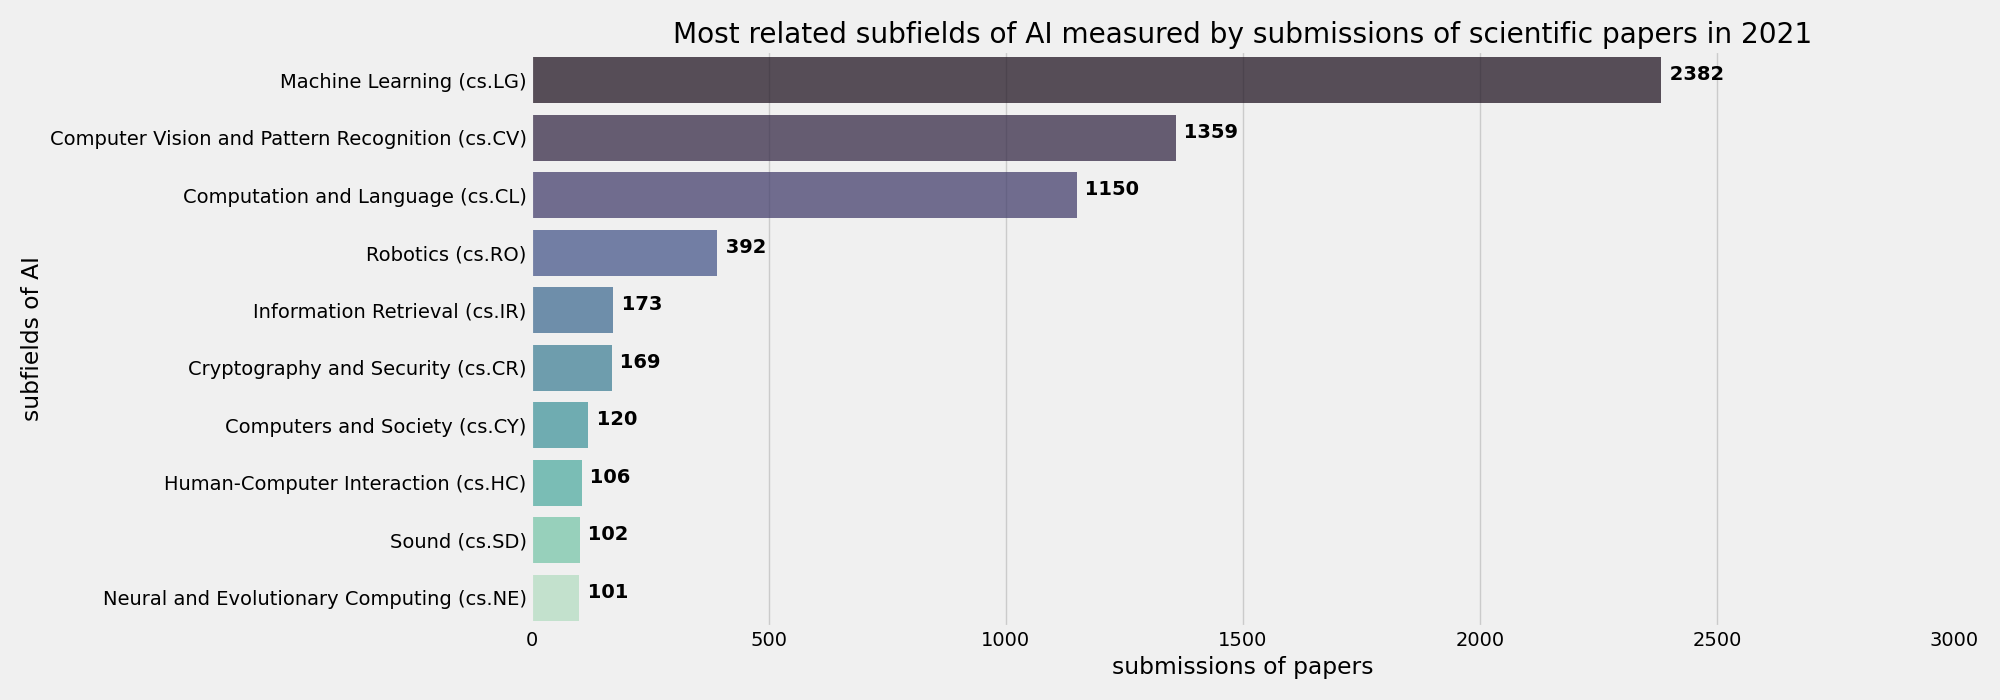 Most related subfields of AI measured by submissions of scientific papers in 2021
Machine Learning (cs.LG) 2382
Computer Vision and Pattern Recognition (cs.CV) 1359
Computation and Language (cs.CL) 1150
Robotics (cs.RO) 392
Information Retrieval (cs.IR) 173
Cryptography and Security (cs.CR) 169
Computers and Society (cs.CY) 120
Human-Computer Interaction (cs.HC) 106
Sound (cs.SD) 102
Neural and Evolutionary Computing (cs.NE) 101
subfields of AI
0 500 1000 1500 2000 2500 3000
submissions of papers